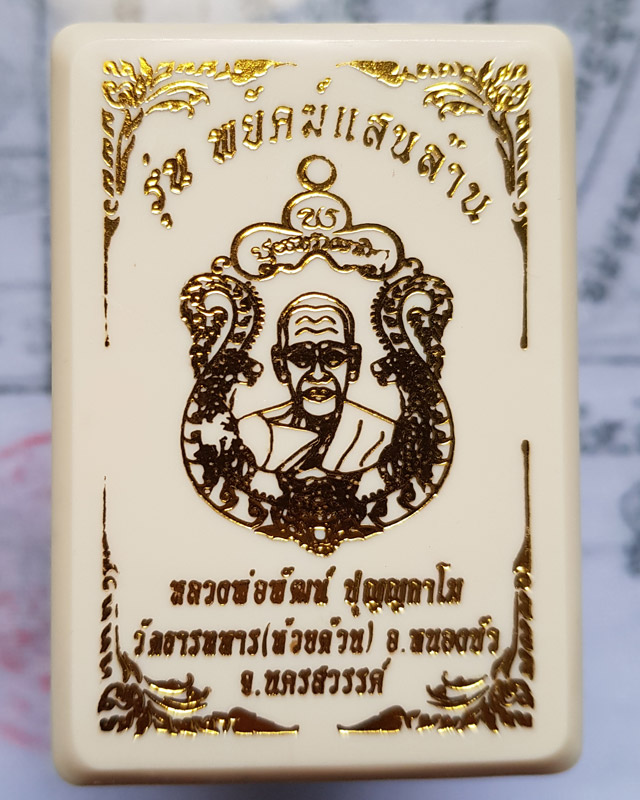 รุ่น พยัคฆ์แสนล้าน
หลวงพ่อพัฒน์ ปุญญกาโม
วัดธารทหาร(ห้วยด้วน) อ.หนองบัว
จ.นครสวรรค์